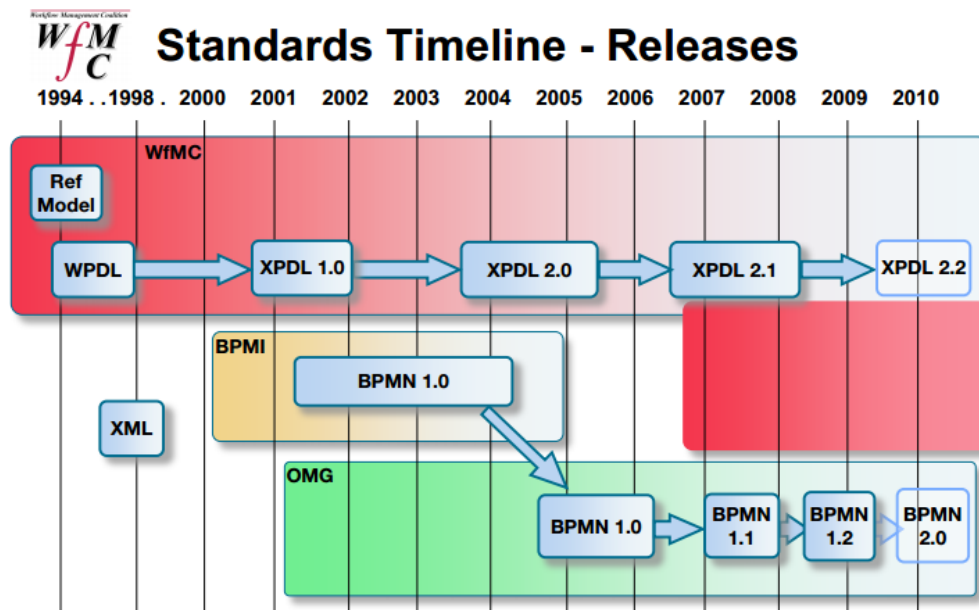 Workflow Management Coalition
WfMC
Standards Timeline - Releases
1994 . . 1998 . 2000 2001 2002 2003 2004 2005 2006 2007 2008 2009 2010
WfMC
Ref
Model
WPDL
XPDL 1.0
XPDL 2.0
XPDL 2.1
XPDL 2.2
BPMI
BPMN 1.0
XML
OMG
BPMN 1.0
BPMN
1.1
BPMN
1.2
BPMN
2.0